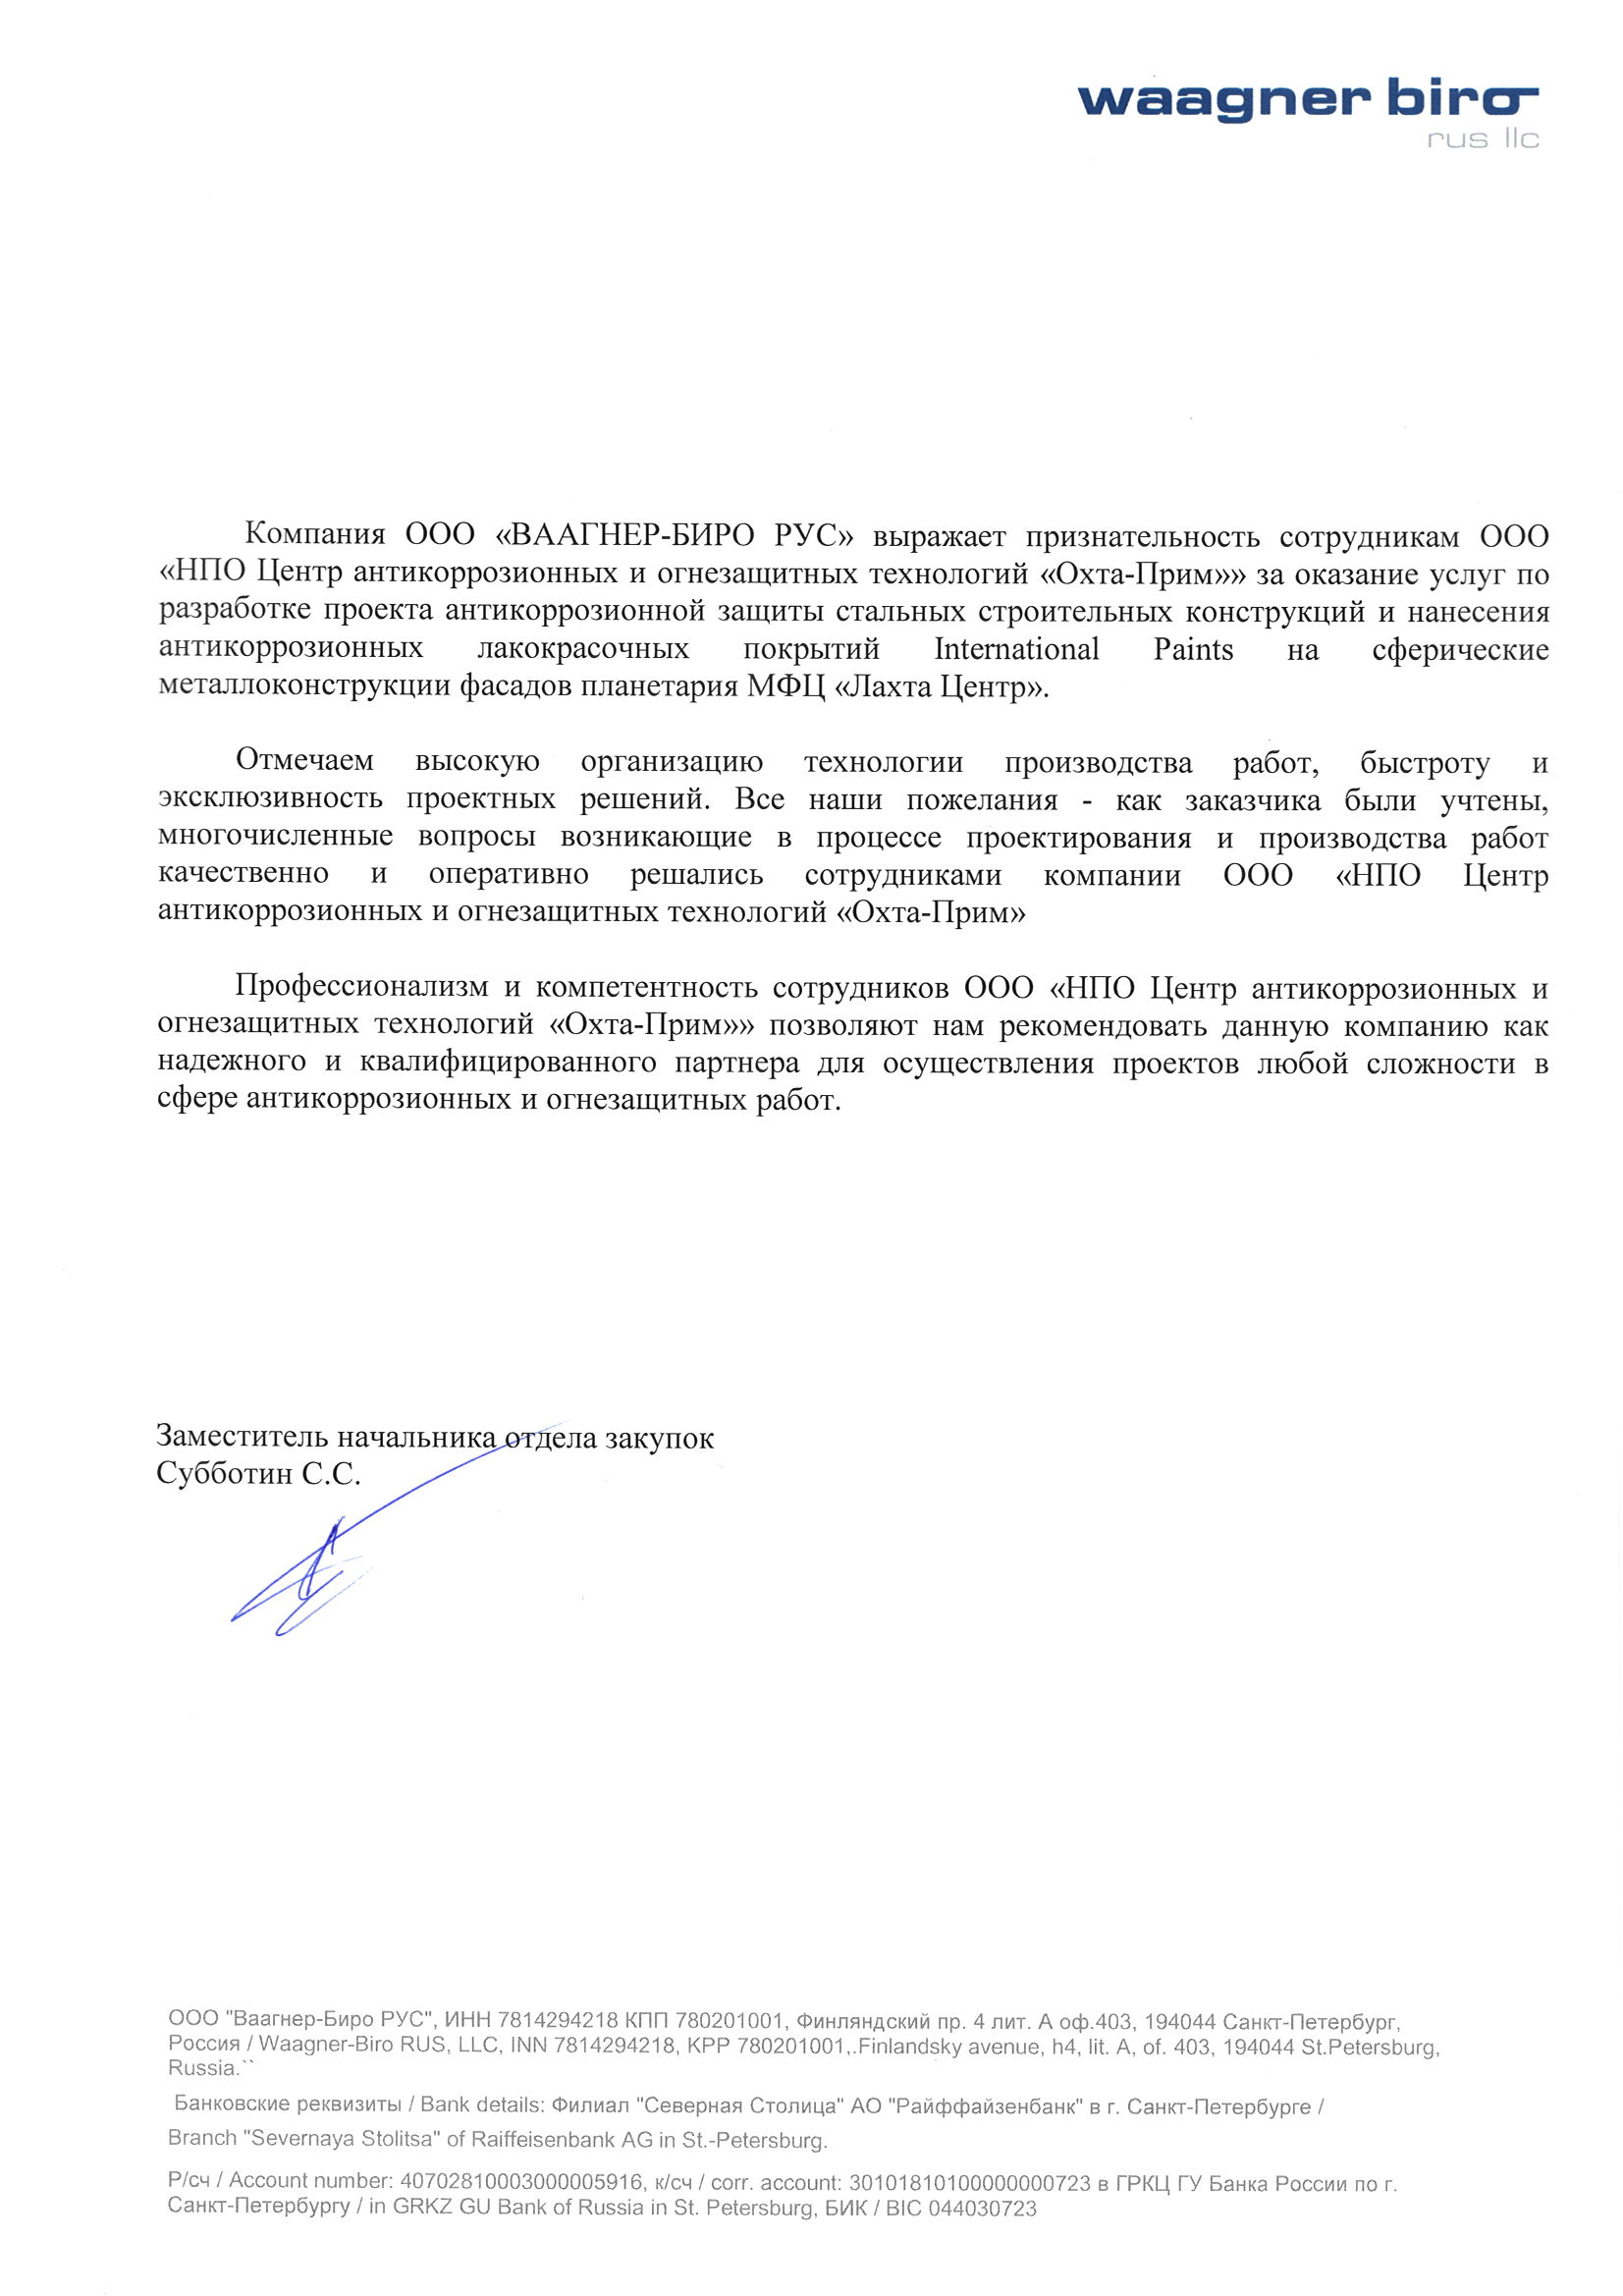 waagner biro
rus llc
Компания ООО «ВААГНЕР-БИРО РУС» выражает признательность сотрудникам ООО
«НПО Центр антикоррозионных и огнезащитных технологий «Охта-Прим»» за оказание услуг по
разработке проекта антикоррозионной защиты стальных строительных конструкций и нанесения
антикоррозионных лакокрасочных покрытий International Paints на сферические
металлоконструкции фасадов планетария МФЦ «Лахта Центр».
Отмечаем высокую организацию технологии производства работ, быстроту и
эксклюзивность проектных решений. Все наши пожелания - как заказчика были учтены,
многочисленные вопросы возникающие в процессе проектирования и производства работ
качественно и оперативно решались сотрудниками компании ООО «НПО Центр
антикоррозионных и огнезащитных технологий «Охта-Прим»
Профессионализм и компетентность сотрудников ООО «НПО Центр антикоррозионных и
огнезащитных технологий «Охта-Прим»» позволяют нам рекомендовать данную компанию как
надежного и квалифицированного партнера для осуществления проектов любой сложности в
сфере антикоррозионных и огнезащитных работ.
Заместитель начальника отдела закупок
Субботин С.С.
ООО "Ваагнер-Биро РУС", ИНН 7814294218 КПП 780201001, Финляндский пр. 4 лит. А оф.403, 194044 Санкт-Петербург,
Россия / Waagner-Biro RUS, LLC, INN 7814294218, KPP 780201001,.Finlandsky avenue, h4, lit. A, of. 403, 194044 St.Petersburg,
Russia.``
Банковские реквизиты / Bank details: Филиал "Северная Столица" АО "Райффайзенбанк" в г. Санкт-Петербурге /
Branch "Severnaya Stolitsa" of Raiffeisenbank AG in St.-Petersburg.
Р/сч / Account number: 40702810003000005916, к/сч / corr. account: 30101810100000000723 в ГРКЦ ГУ Банка России по г.
Санкт-Петербургу / in GRKZ GU Bank of Russia in St. Petersburg, БИК / BIC 044030723